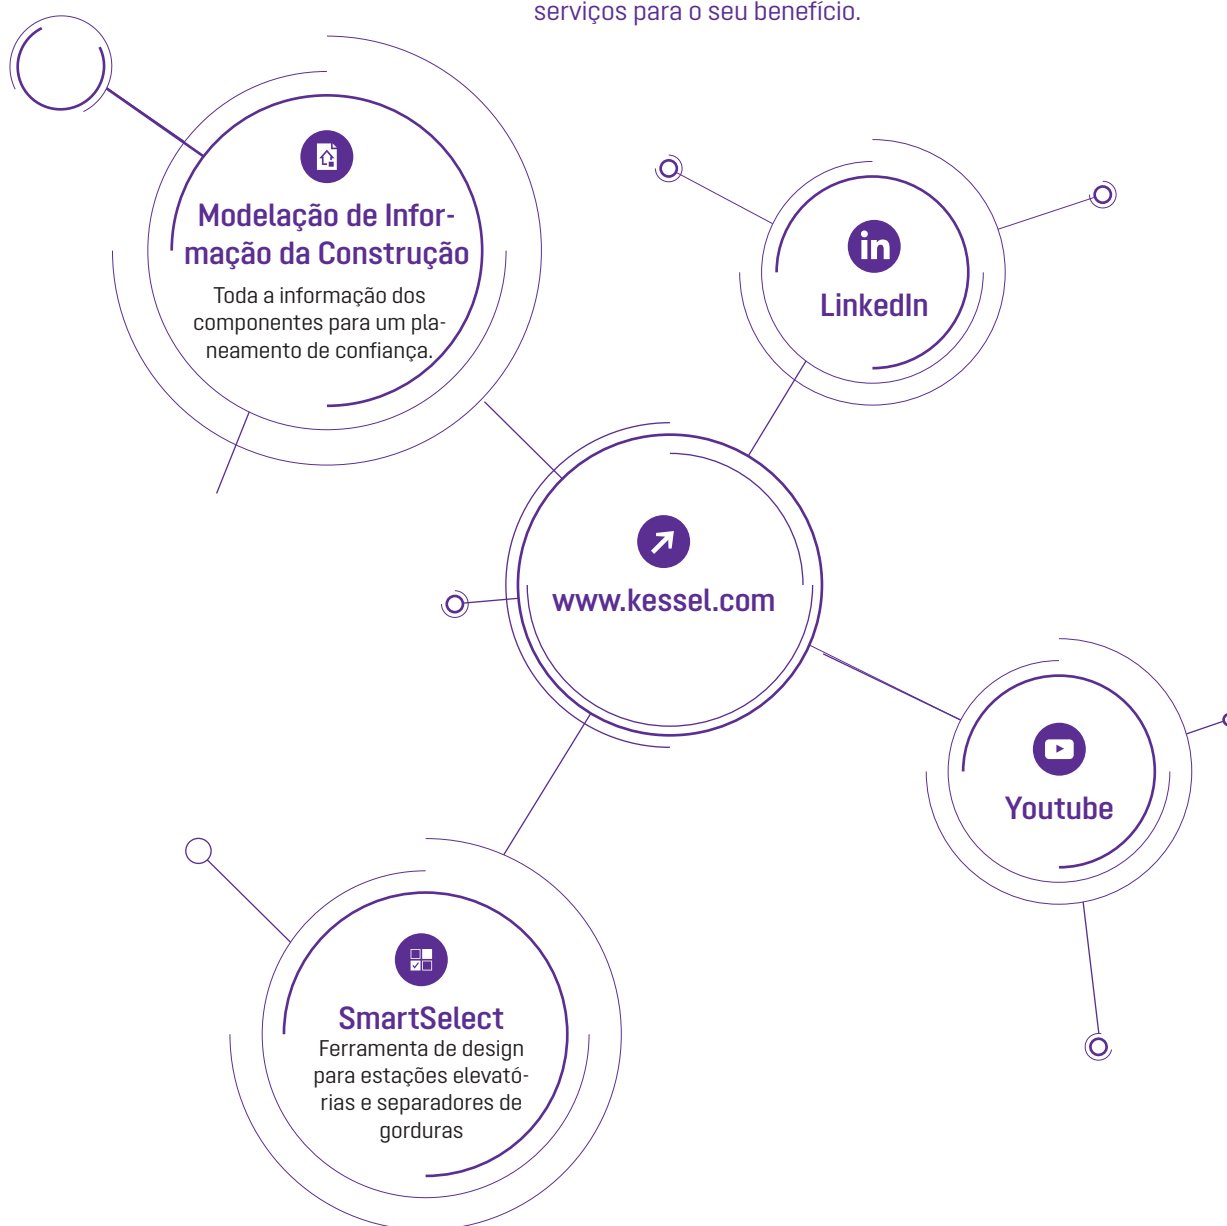 serviços para o seu benefício.
Modelação de Infor-
mação da Construção
Toda a informação dos
componentes para um pla-
neamento de confiança.
in
LinkedIn
www.kessel.com
Youtube
SmartSelect
Ferramenta de design
para estações elevató-
rias e separadores de
gorduras